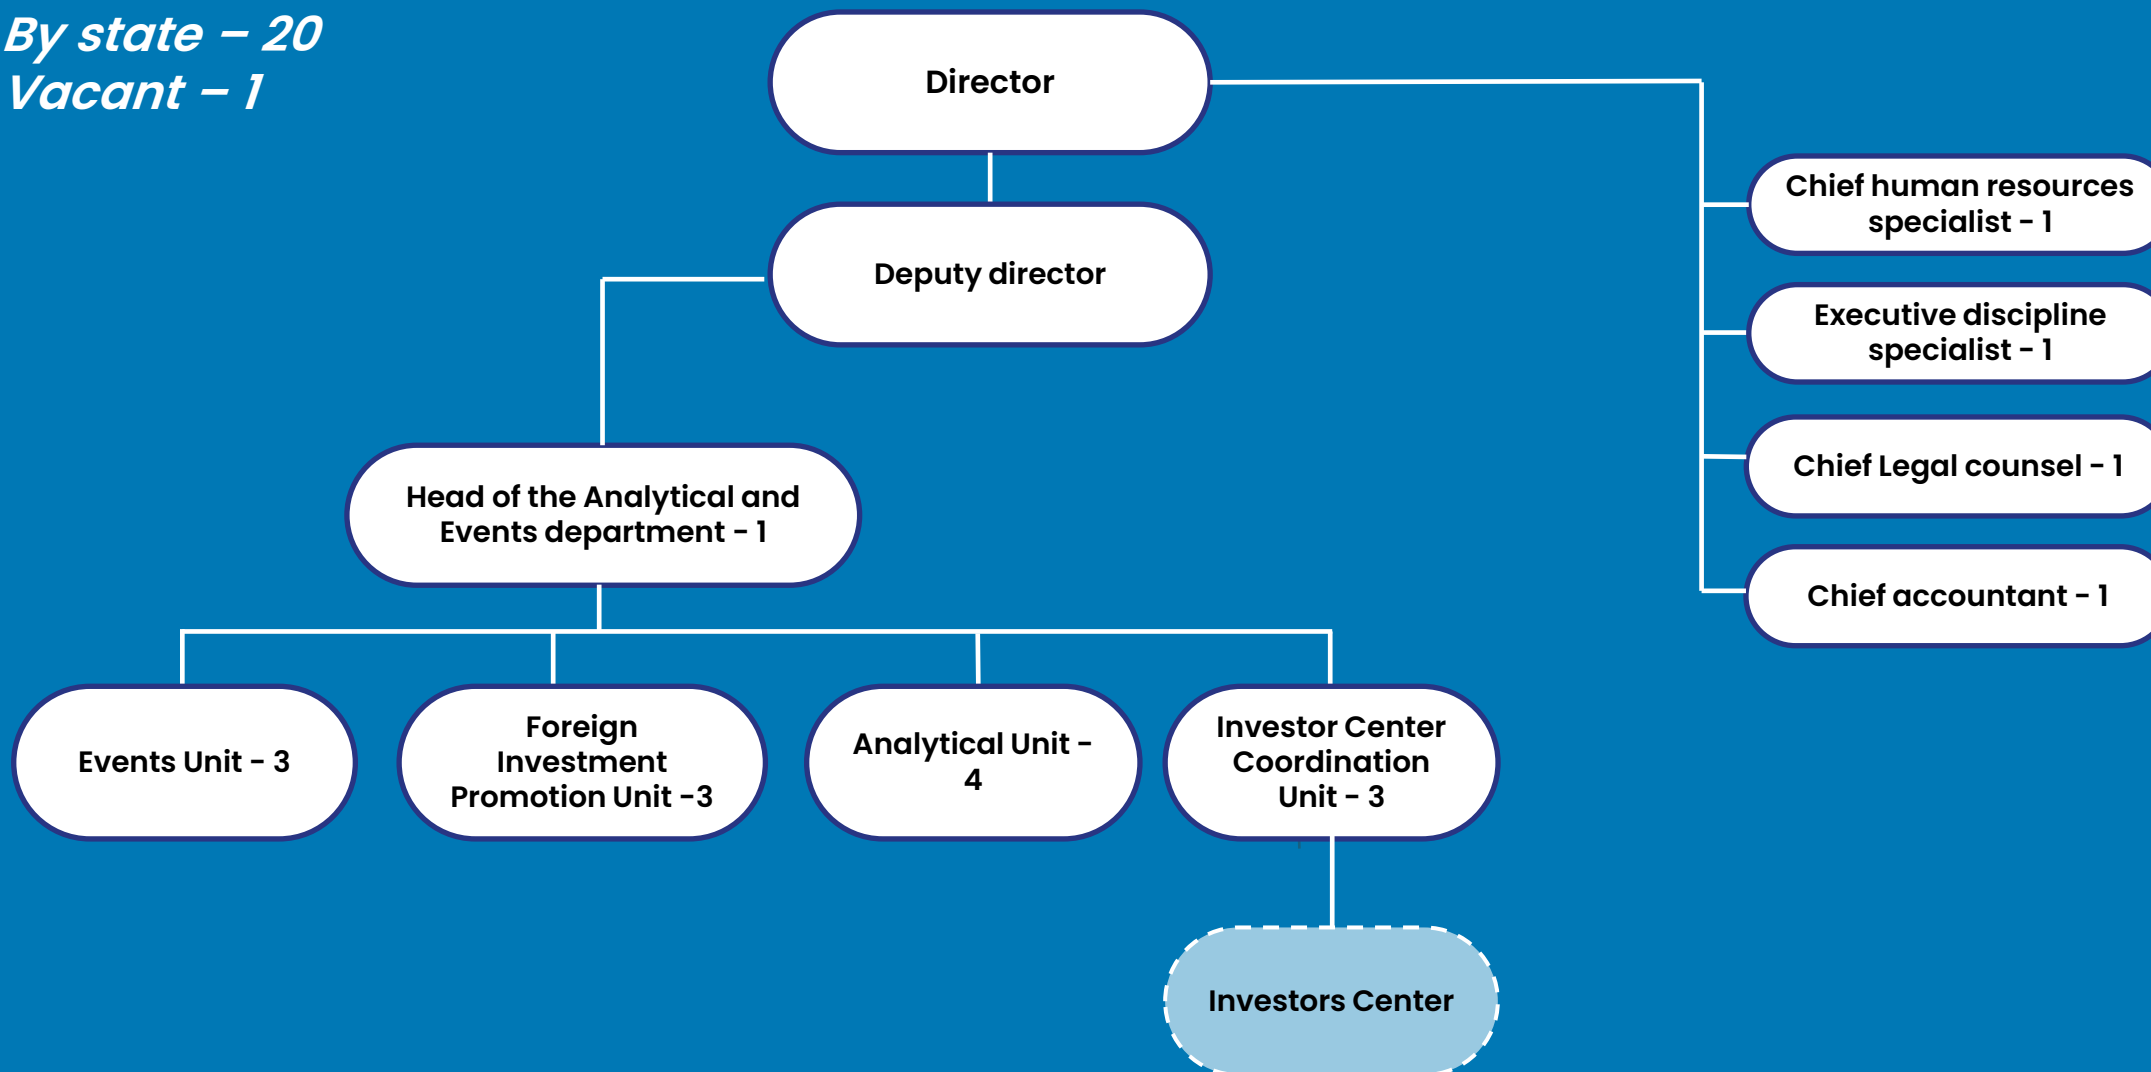 By state – 20
Vacant – 1
Director
Deputy director
Chief human resources
specialist - 1
Executive discipline
specialist - 1
Chief Legal counsel - 1
Chief accountant - 1
Head of the Analytical and
Events department - 1
Events Unit - 3
Foreign
Investment
Promotion Unit -3
Analytical Unit -
4
Investor Center
Coordination
Unit - 3
Investors Center